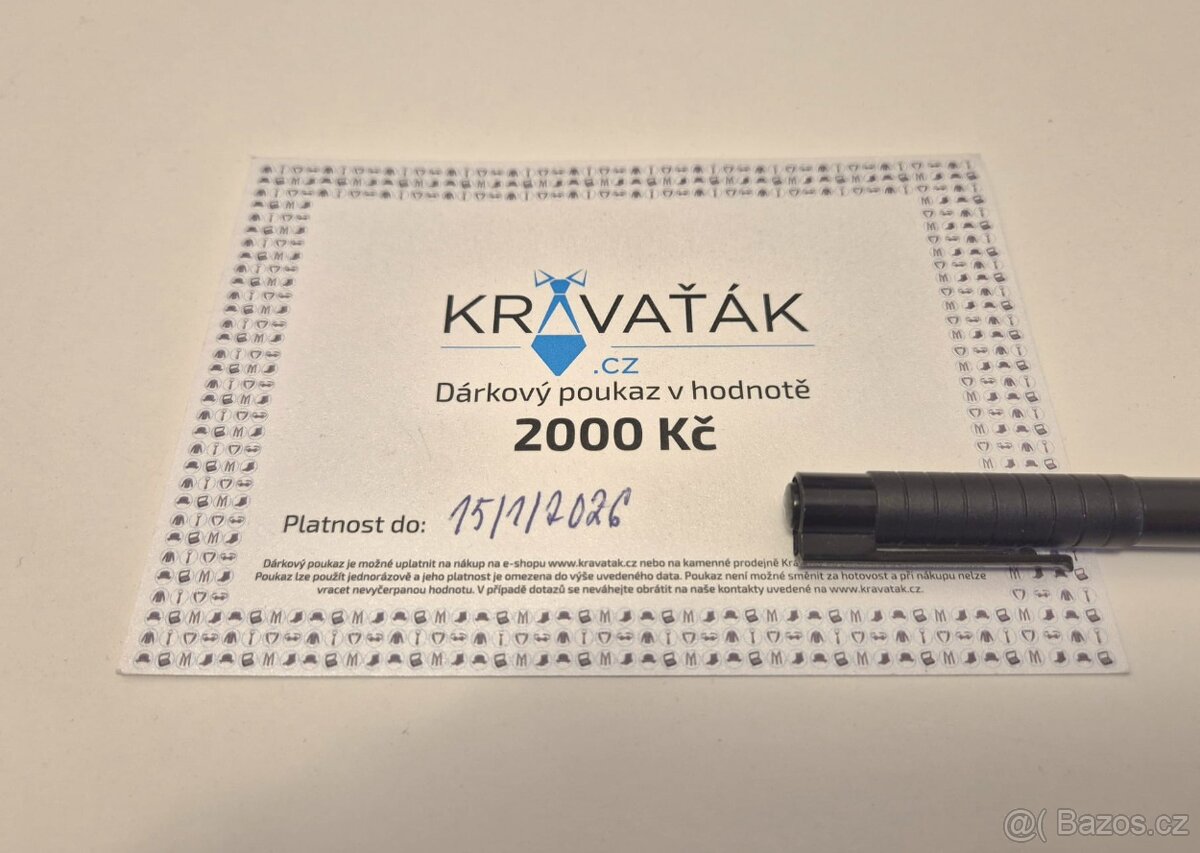 KRAVAŤÁK
.CZ
Dárkový poukaz v hodnotě
2000 Kč
Platnost do: 15/1/2026
Dárkový poukaz je možné uplatnit na nákup na e-shopu www.kravatak.cz nebo na kamenné prodejně
Poukaz lze použít jednorázově a jeho platnost je omezena do výše uvedeného data. Poukaz není možné směnit za hotovost a při nákupu nelze
vracet nevyčerpanou hodnotu. V případě dotazů se neváhejte obrátit na naše kontakty uvedené na www.kravatak.cz.
@( Bazos.cz